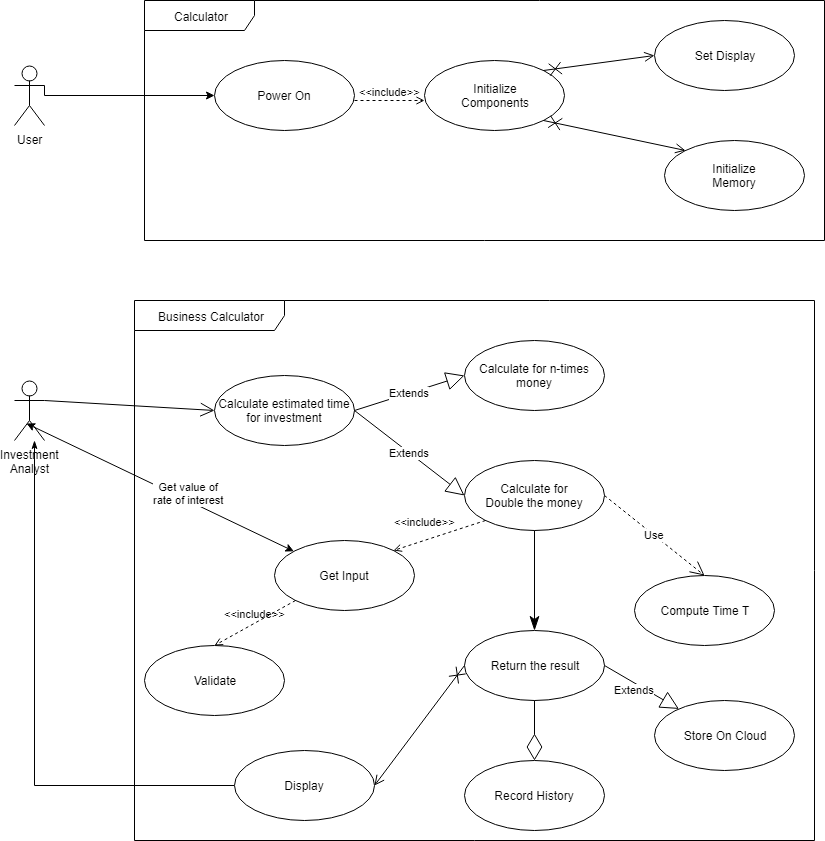 Calculator
Set Display
Power On
<<include>>
Initialize
Components
User
Initialize
Memory
Business Calculator
Calculate for n-times
money
Extends
Calculate estimated time
for investment
Investment
Analyst
Extends
Get value of
rate of interest
Calculate for
Double the money
<<include>>
Use
Get Input
Compute Time T
<<include>>
Validate
Return the result
Extends
Store On Cloud
Display
Record History